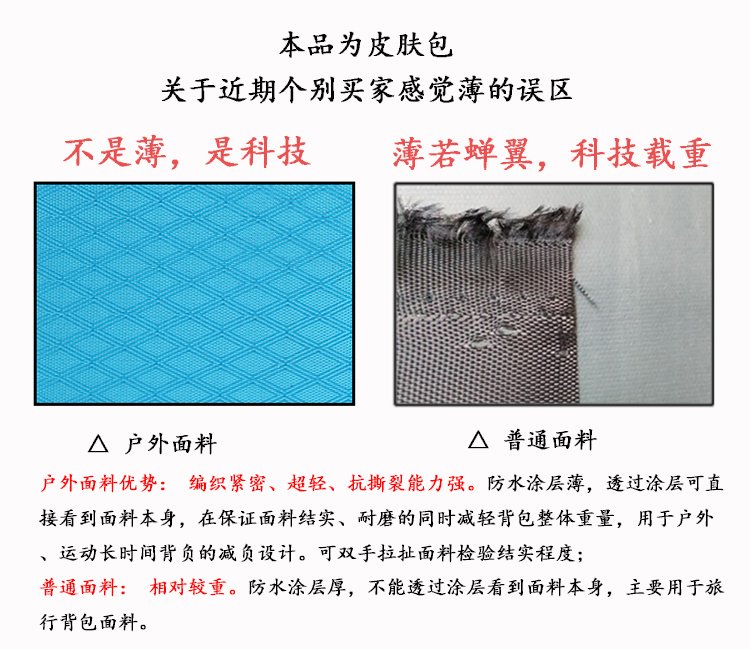 本品为皮肤包
关于近期个别买家感觉薄的误区
不是薄，是科技
薄若蝉翼，科技载重
△ 户外面料
△ 普通面料
户外面料优势： 编织紧密、超轻、抗撕裂能力强。防水涂层薄，透过涂层可直
接看到面料本身，在保证面料结实、耐磨的同时减轻背包整体重量，用于户外
、运动长时间背负的减负设计。可双手拉扯面料检验结实程度；
普通面料： 相对较重。防水涂层厚，不能透过涂层看到面料本身，主要用于旅
行背包面料。